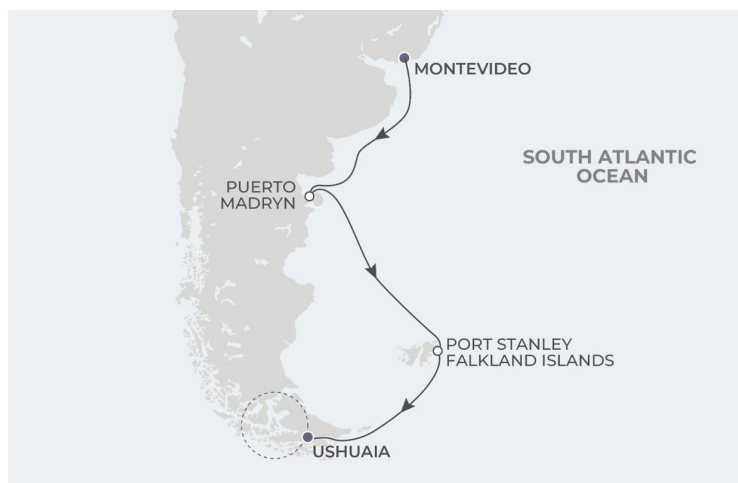 MONTEVIDEO
SOUTH ATLANTIC
OCEAN
PUERTO
MADRYN
PORT STANLEY
FALKLAND ISLANDS
USHUAIA